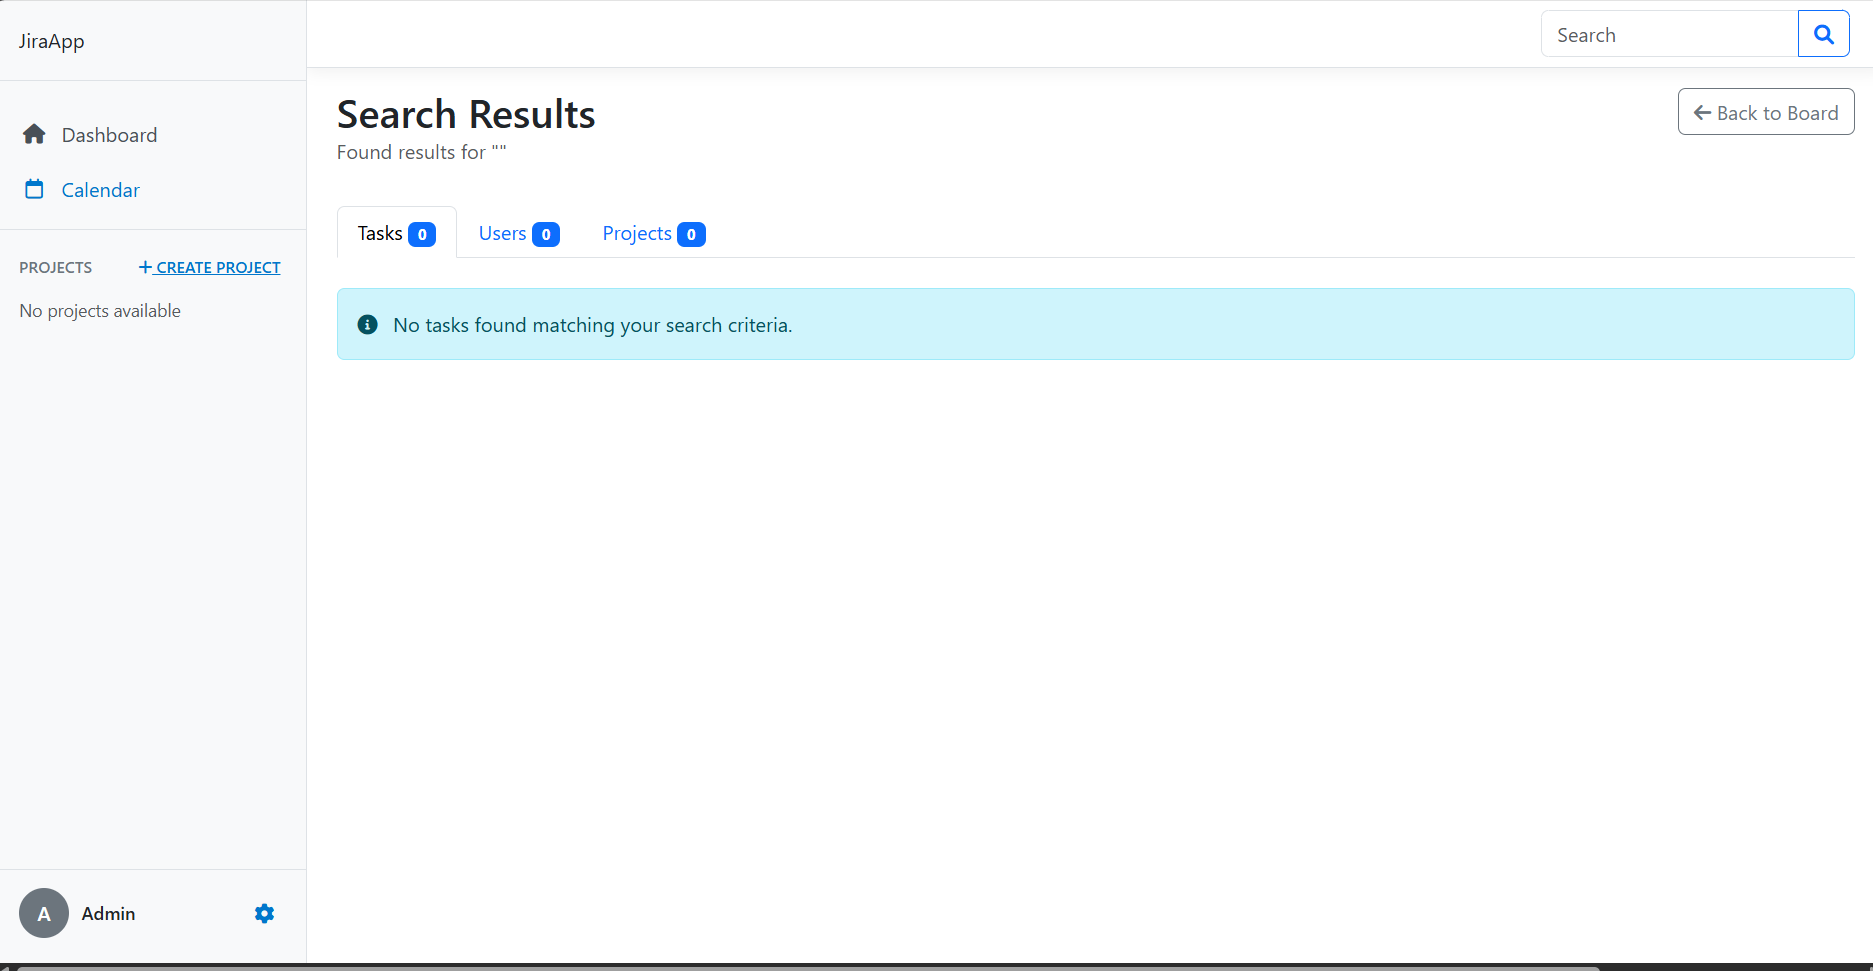 JiraApp
Search
Dashboard
Calendar
PROJECTS
CREATE PROJECT
No projects available
Search Results
Back to Board
Found results for ""
Tasks 0 Users 0 Projects 0
No tasks found matching your search criteria.
A Admin